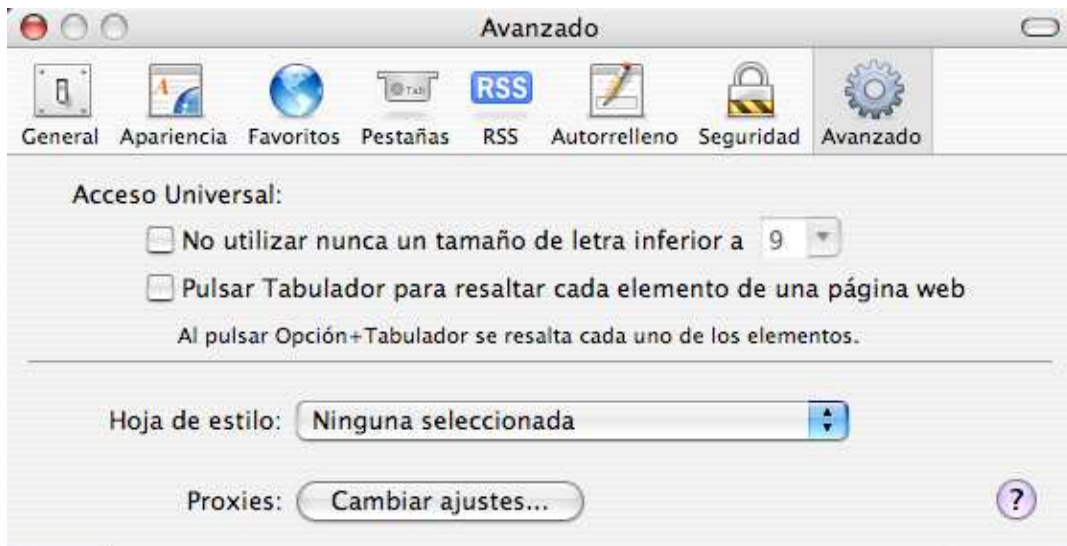 Avanzado
Tab
RSS
General Apariencia Favoritos Pestañas RSS Autorrelleno Seguridad Avanzado
Acceso Universal:
No utilizar nunca un tamaño de letra inferior a 9
Pulsar Tabulador para resaltar cada elemento de una página web
Al pulsar Opción+Tabulador se resalta cada uno de los elementos.
Hoja de estilo: Ninguna seleccionada
Proxies: Cambiar ajustes...
?